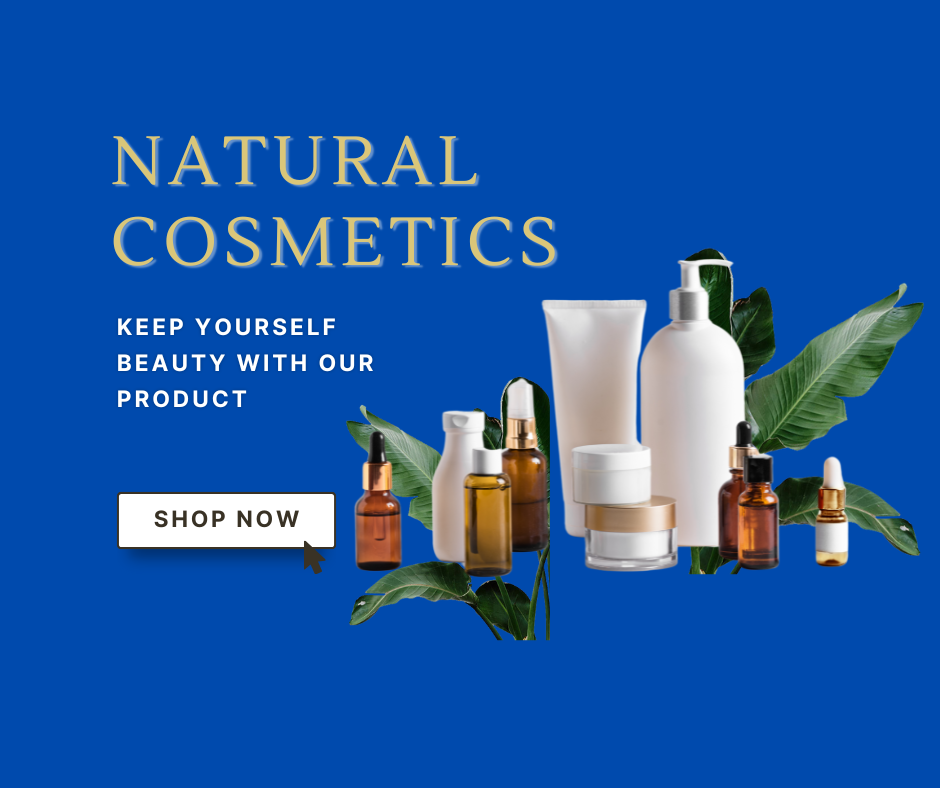 NATURAL
COSMETICS
KEEP YOURSELF
BEAUTY WITH OUR
PRODUCT
SHOP NOW